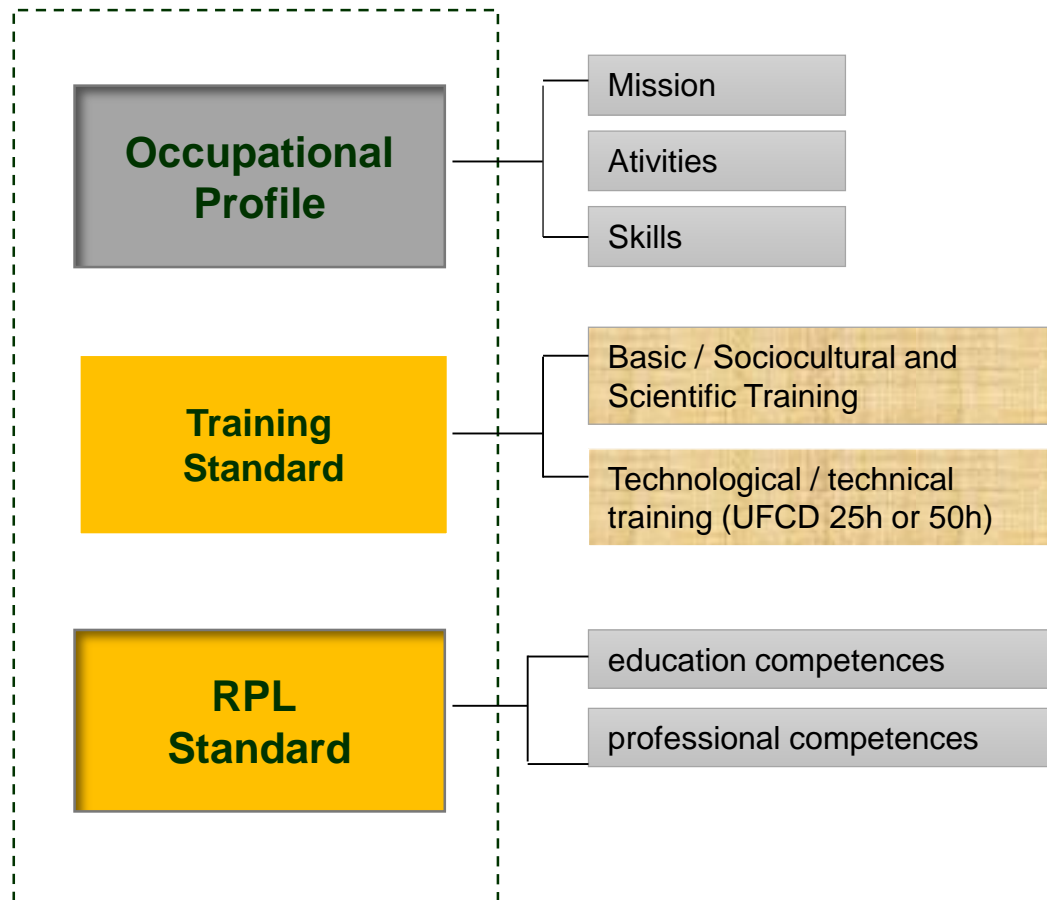 Occupational
Profile
Mission
Ativities
Skills
Training
Standard
Basic / Sociocultural and
Scientific Training
Technological / technical
training (UFCD 25h or 50h)
RPL
Standard
education competences
professional competences